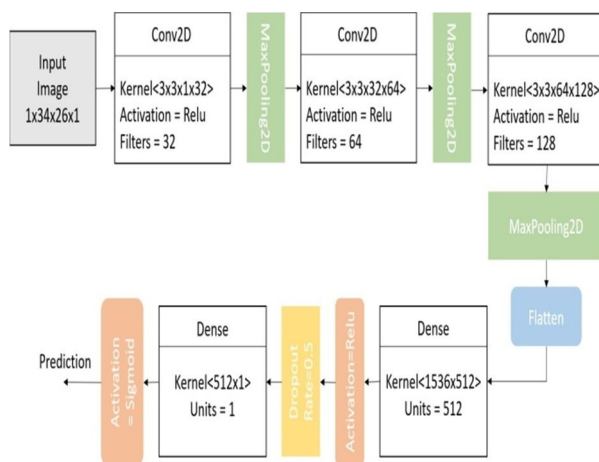 Input
Image
1x34x26x1
Conv2D
Kernel<3x3x1x32>
Activation = Relu
Filters = 32
MaxPooling2D
Conv2D
Kernel<3x3x32x64>
Activation = Relu
Filters = 64
MaxPooling2D
Conv2D
Kernel<3x3x64x128>
Activation = Relu
Filters = 128
MaxPooling2D
Flatten
Dense
Kernel<1536x512>
Units = 512
Activation=Relu
Dropout
Rate=0.5
Dense
Kernel<512x1>
Units = 1
Activation
= Sigmoid
Prediction